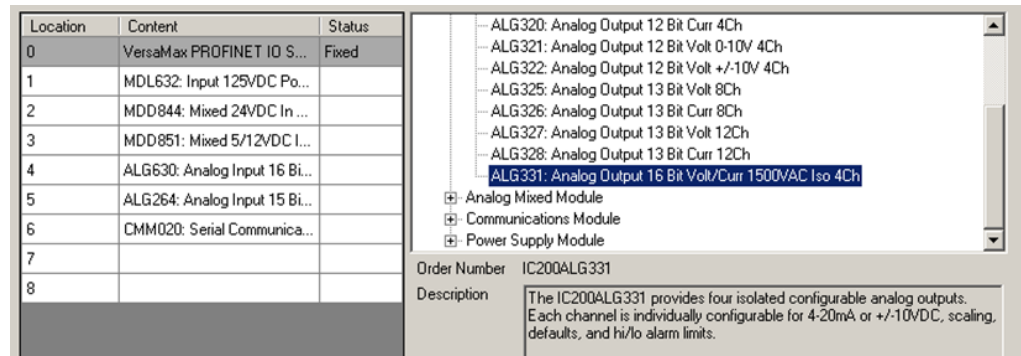 Location Content Status
0 VersaMax PROFINET IO S... Fixed
1 MDL632: Input 125VDC Po...
2 MDD844: Mixed 24VDC In ...
3 MDD851: Mixed 5/12VDC I...
4 ALG630: Analog Input 16 Bi...
5 ALG264: Analog Input 15 Bi...
6 CMM020: Serial Communica...
7
8
ALG320: Analog Output 12 Bit Curr 4Ch
ALG321: Analog Output 12 Bit Volt 0-10V 4Ch
ALG322: Analog Output 12 Bit Volt +/-10V 4Ch
ALG325: Analog Output 13 Bit Volt 8Ch
ALG326: Analog Output 13 Bit Curr 8Ch
ALG327: Analog Output 13 Bit Volt 12Ch
ALG328: Analog Output 13 Bit Curr 12Ch
ALG331: Analog Output 16 Bit Volt/Curr 1500VAC Iso 4Ch
Analog Mixed Module
Communications Module
Power Supply Module
Order Number IC200ALG331
Description The IC200ALG331 provides four isolated configurable analog outputs.
Each channel is individually configurable for 4-20mA or +/-10VDC, scaling,
defaults, and hi/lo alarm limits.